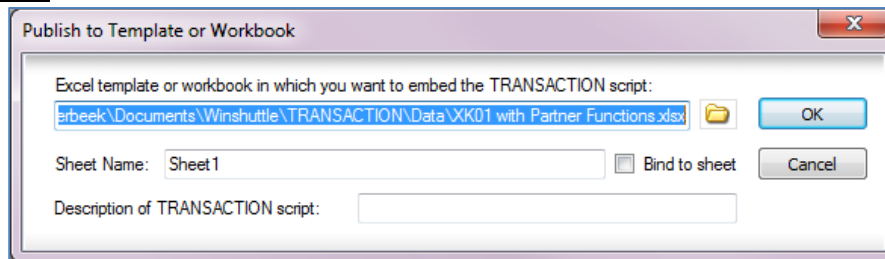 Publish to Template or Workbook
Excel template or workbook in which you want to embed the TRANSACTION script:
erbeek\Documents\Winshuttle\TRANSACTION\Data\XK01 with Partner Functions.xlsx
OK
Sheet Name: Sheet1
Bind to sheet
Cancel
Description of TRANSACTION script: